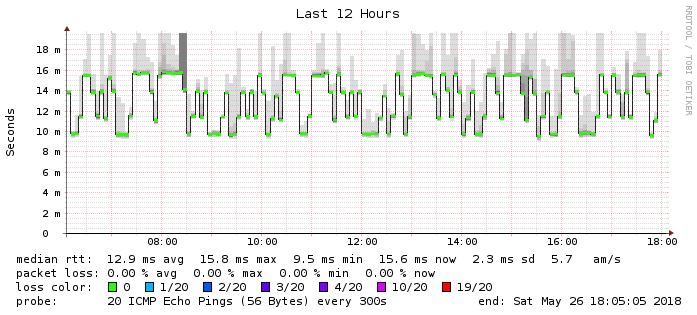 Last 12 Hours
RRDTOOL / TOBI OETIKER
Seconds
18 m
16 m
14 m
12 m
10 m
8 m
6 m
4 m
2 m
0
08:00 10:00 12:00 14:00 16:00 18:00
median rtt: 12.9 ms avg 15.8 ms max 9.5 ms min 15.6 ms now 2.3 ms sd 5.7 am/s
packet loss: 0.00 % avg 0.00 % max 0.00 % min 0.00 % now
loss color: 0 1/20 2/20 3/20 4/20 10/20 19/20
probe: 20 ICMP Echo Pings (56 Bytes) every 300s end: Sat May 26 18:05:05 2018